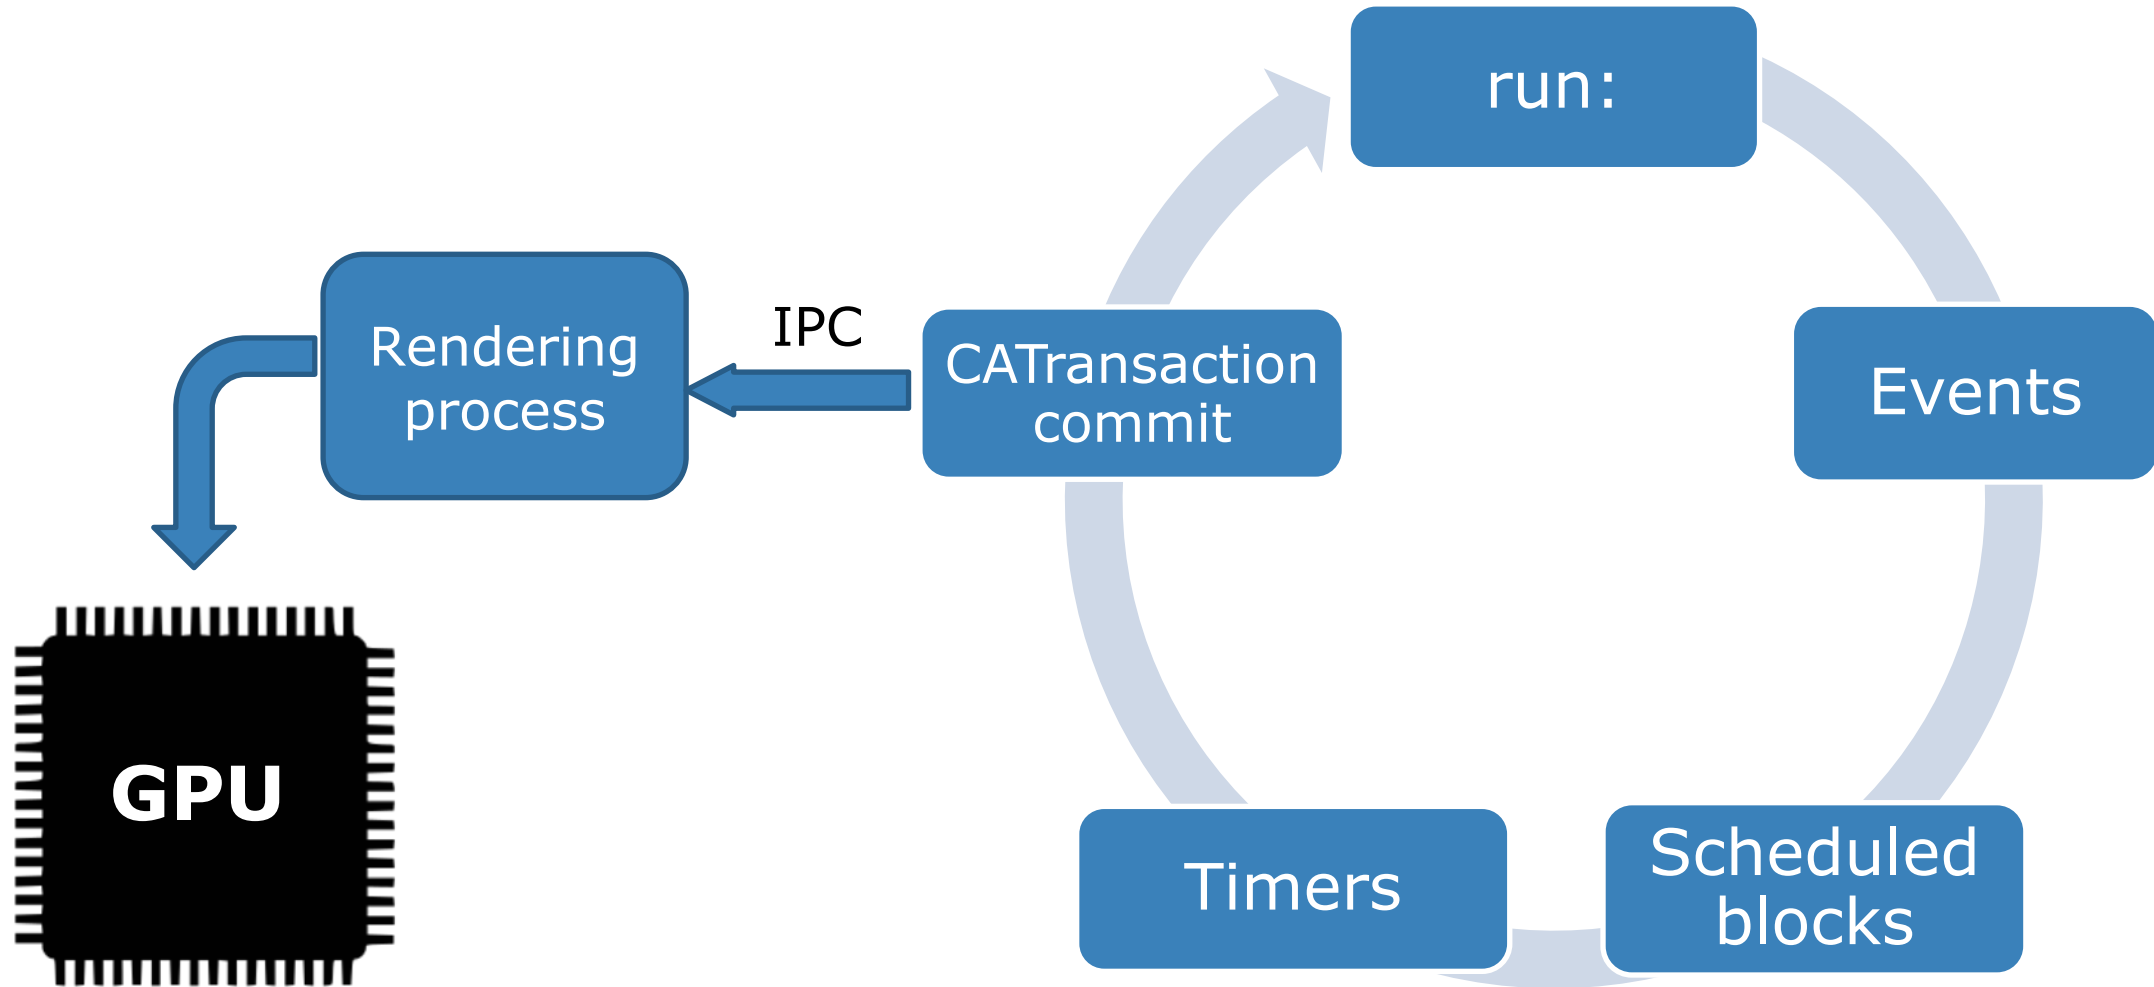 run:
Events
Scheduled
blocks
Timers
CATransaction
commit
IPC
Rendering
process
GPU